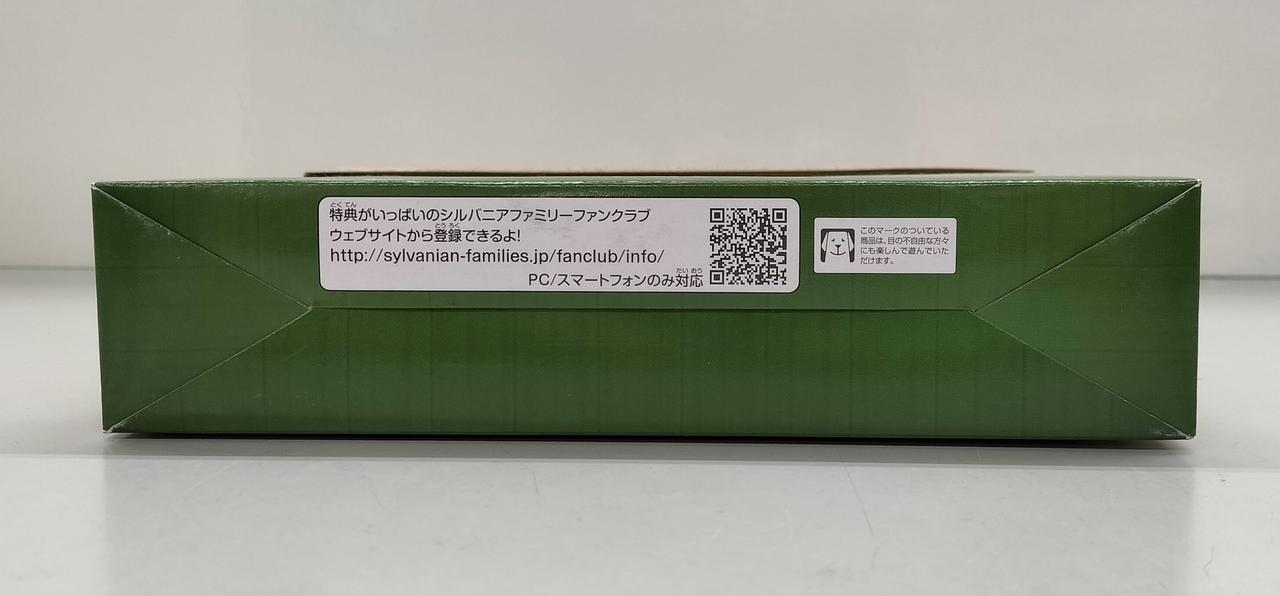 特典がいっぱいのシルバニアファミリーファンクラブ
ウェブサイトから登録できるよ!
http://sylvanian-families.jp/fanclub/info/
PC/スマートフォンのみ対応
このマークのついている
商品は、目の不自由な方々
にも楽しんで遊んでいた
だけます。